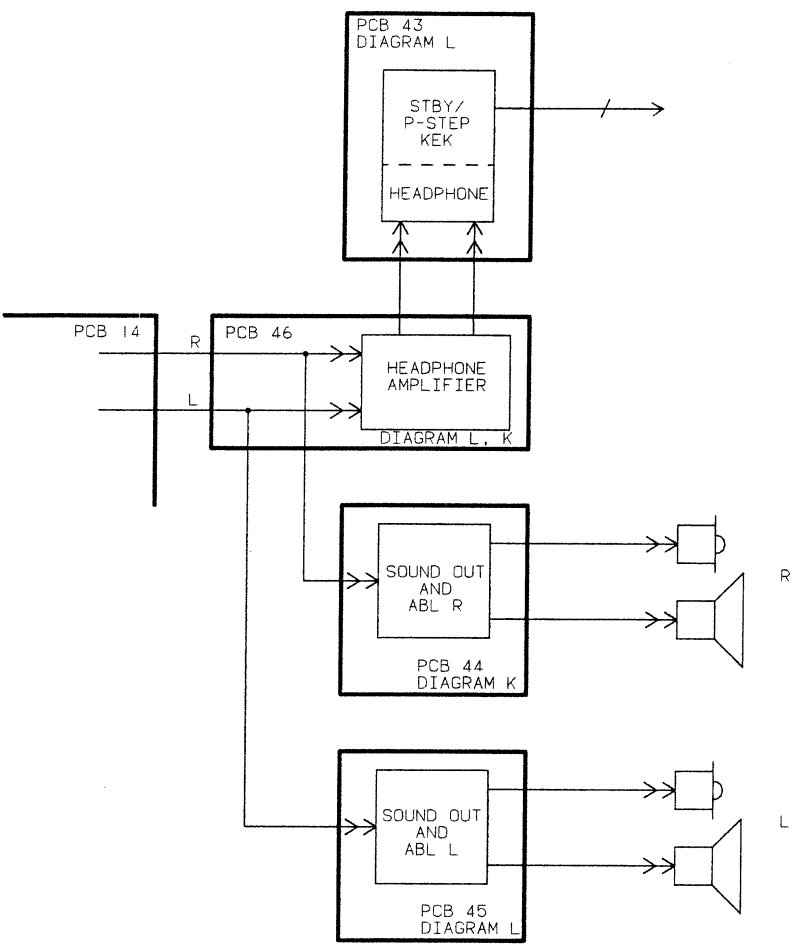 PCB 43
DIAGRAM L
STBY/
P-STEP
KEK
HEADPHONE
PCB 14
R
L
PCB 46
HEADPHONE
AMPLIFIER
DIAGRAM L, K
SOUND OUT
AND
ABL R
PCB 44
DIAGRAM K
R
SOUND OUT
AND
ABL L
PCB 45
DIAGRAM L
L